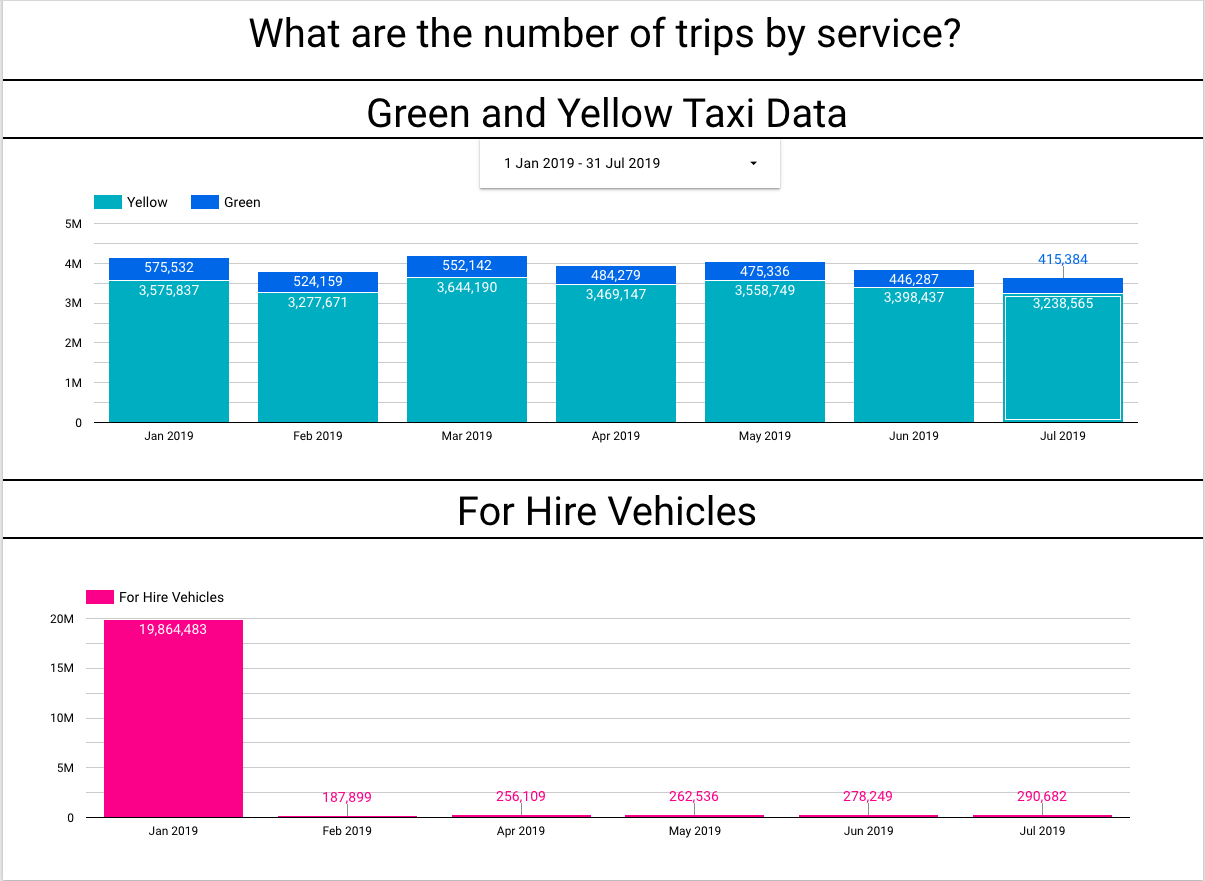 What are the number of trips by service?
Green and Yellow Taxi Data
1 Jan 2019 - 31 Jul 2019
Yellow Green
5M
4M
3M
2M
1M
0
575,532 524,159 552,142 484,279 475,336 446,287 415,384
3,575,837 3,277,671 3,644,190 3,469,147 3,558,749 3,398,437 3,238,565
Jan 2019 Feb 2019 Mar 2019 Apr 2019 May 2019 Jun 2019 Jul 2019
For Hire Vehicles
For Hire Vehicles
20M
15M
10M
5M
0
19,864,483 187,899 256,109 262,536 278,249 290,682
Jan 2019 Feb 2019 Apr 2019 May 2019 Jun 2019 Jul 2019